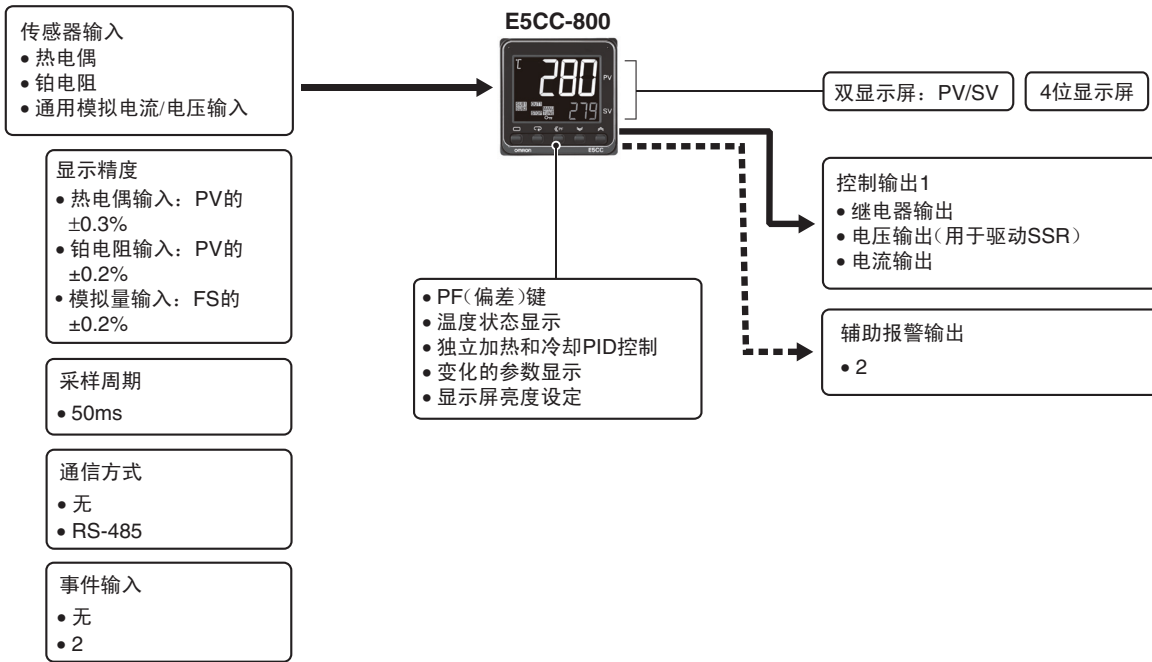 传感器输入
• 热电偶
• 铂电阻
• 通用模拟电流/电压输入
显示精度
• 热电偶输入：PV的
±0.3%
• 铂电阻输入：PV的
±0.2%
• 模拟量输入：FS的
±0.2%
采样周期
• 50ms
通信方式
• 无
• RS-485
事件输入
• 无
• 2
E5CC-800
280
PV
279
SV
PF
omron
E5CC
• PF（偏差）键
• 温度状态显示
• 独立加热和冷却PID控制
• 变化的参数显示
• 显示屏亮度设定
双显示屏：PV/SV
4位显示屏
控制输出1
• 继电器输出
• 电压输出（用于驱动SSR）
• 电流输出
辅助报警输出
• 2